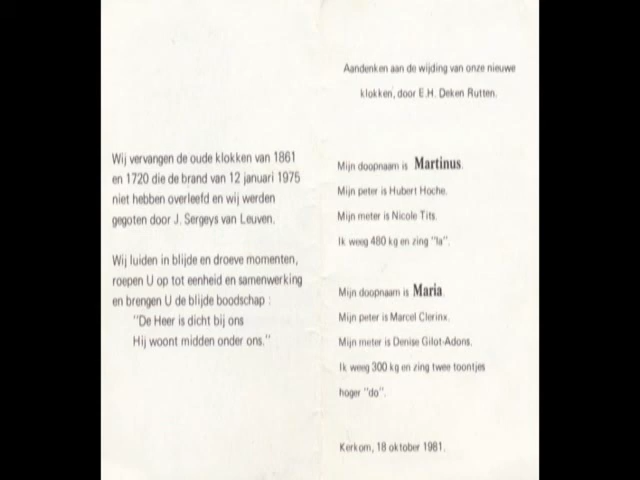 Wij vervangen de oude klokken van 1861
en 1720 die de brand van 12 januari 1975
niet hebben overleefd en wij werden
gegoten door J. Sergeys van Leuven.
Wij luiden in blijde en droeve momenten,
roepen U op tot eenheid en samenwerking
en brengen U de blijde boodschap :
"De Heer is dicht bij ons
Hij woont midden onder ons."
Aandenken aan de wijding van onze nieuwe
klokken, door E.H. Deken Rutten.
Mijn doopnaam is Martinus.
Mijn peter is Hubert Hoche.
Mijn meter is Nicole Tits.
Ik weeg 480 kg en zing "la".
Mijn doopnaam is Maria
Mijn peter is Marcel Clerinx.
Mijn meter is Denise Gilot-Adons.
Ik weeg 300 kg en zing twee toontjes
hoger "do".
Kerkom, 18 oktober 1981.